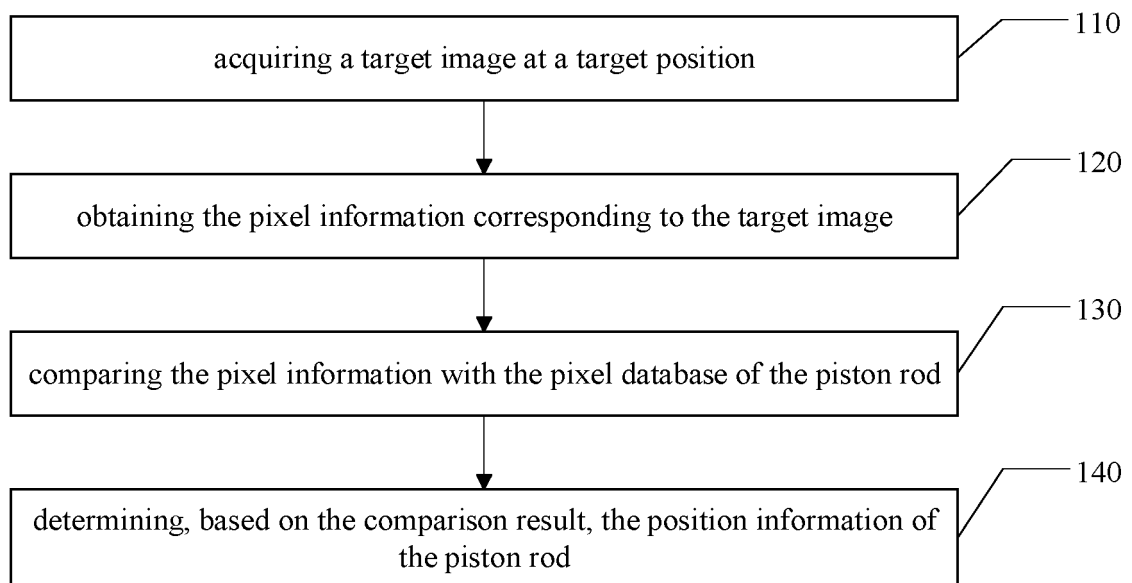 110
acquiring a target image at a target position
120
obtaining the pixel information corresponding to the target image
130
comparing the pixel information with the pixel database of the piston rod
140
determining, based on the comparison result, the position information of
the piston rod